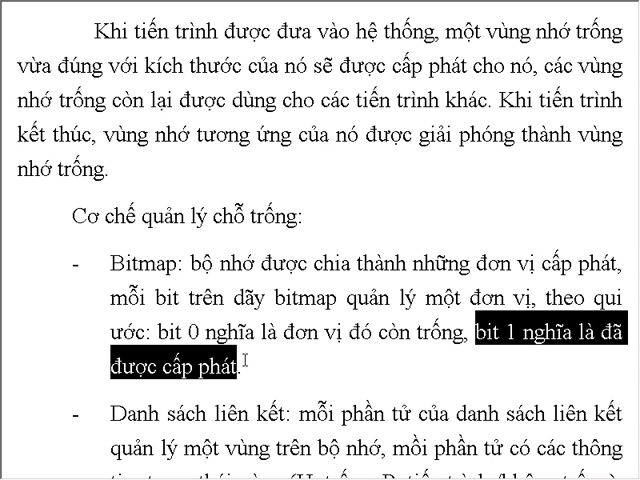 Khi tiến trình được đưa vào hệ thống, một vùng nhớ trống
vừa đúng với kích thước của nó sẽ được cấp phát cho nó, các vùng
nhớ trống còn lại được dùng cho các tiến trình khác. Khi tiến trình
kết thúc, vùng nhớ tương ứng của nó được giải phóng thành vùng
nhớ trống.
Cơ chế quản lý chỗ trống:
- Bitmap: bộ nhớ được chia thành những đơn vị cấp phát,
mỗi bit trên dãy bitmap quản lý một đơn vị, theo qui
ước: bit 0 nghĩa là đơn vị đó còn trống, bit 1 nghĩa là đã
được cấp phát.
- Danh sách liên kết: mỗi phần tử của danh sách liên kết
quản lý một vùng trên bộ nhớ, mồi phần tử có các thông